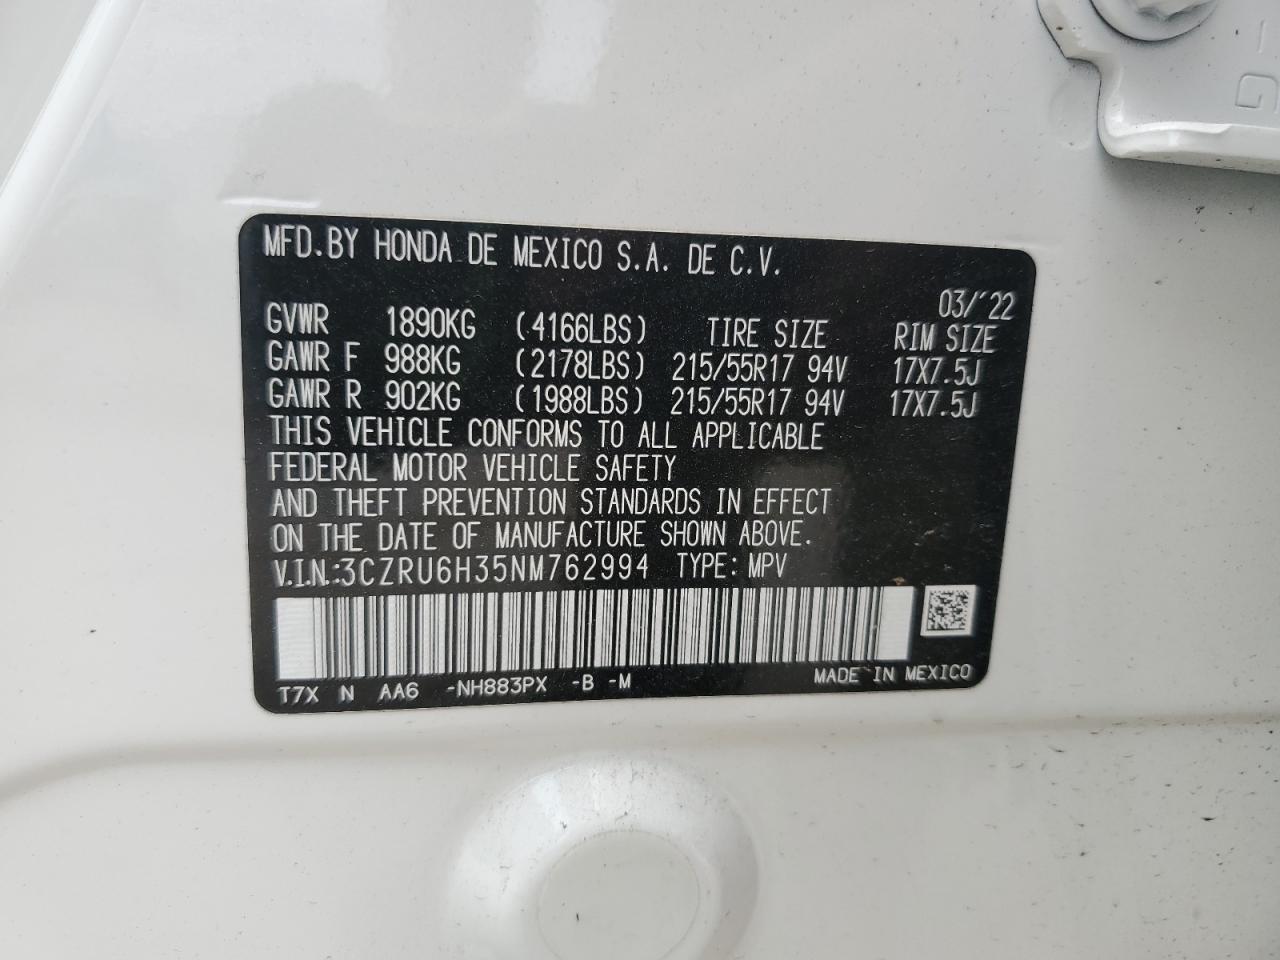 MFD.BY HONDA DE MEXICO S.A. DE C.V.
03/'22
GVWR 1890KG (4166LBS) TIRE SIZE RIM SIZE
GAWR F 988KG (2178LBS) 215/55R17 94V 17X7.5J
GAWR R 902KG (1988LBS) 215/55R17 94V 17X7.5J
THIS VEHICLE CONFORMS TO ALL APPLICABLE
FEDERAL MOTOR VEHICLE SAFETY
AND THEFT PREVENTION STANDARDS IN EFFECT
ON THE DATE OF MANUFACTURE SHOWN ABOVE.
V.I.N.:3CZRU6H35NM762994 TYPE: MPV
T7X N AA6 -NH883PX -B -M MADE IN MEXICO